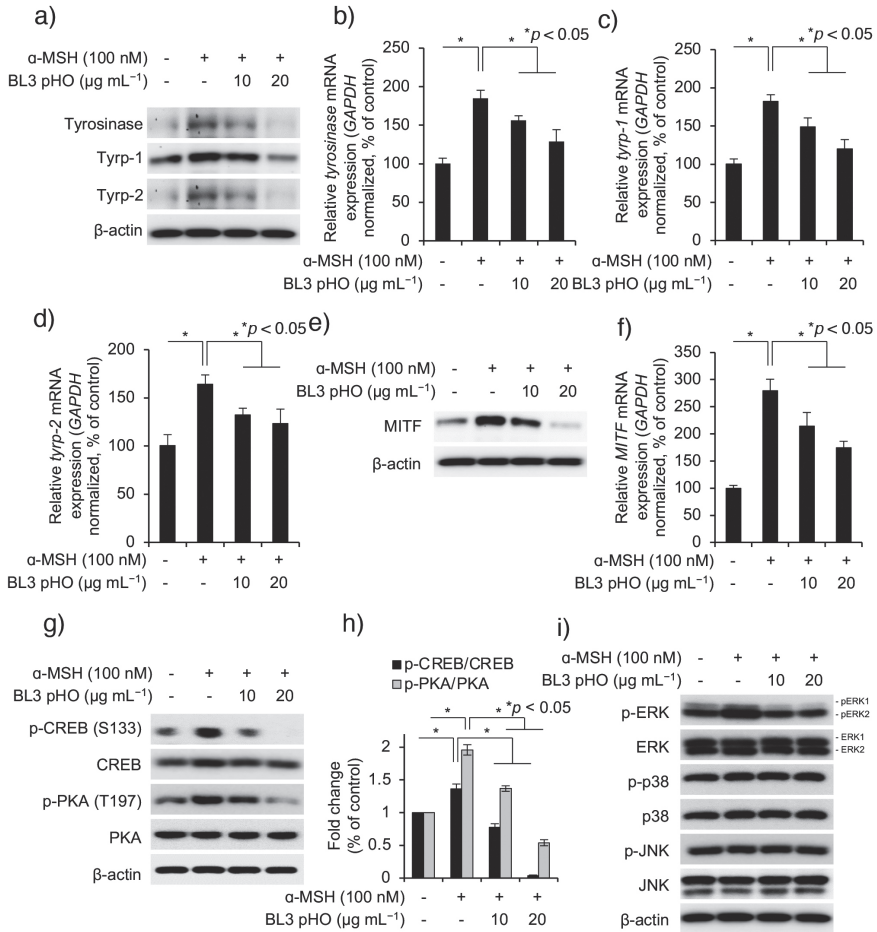 a)
α-MSH (100 nM) - + + +
BL3 pHO (µg mL⁻¹) - - 10 20
Tyrosinase
Tyrp-1
Tyrp-2
β-actin
b)
*p < 0.05
* *
Relative tyrosinase mRNA
expression (GAPDH
normalized, % of control)
250
200
150
100
50
0
α-MSH (100 nM) - + + +
BL3 pHO (µg mL⁻¹) - - 10 20
c)
*p < 0.05
* *
Relative tyrp-1 mRNA
expression (GAPDH
normalized, % of control)
250
200
150
100
50
0
α-MSH (100 nM) - + + +
BL3 pHO (µg mL⁻¹) - - 10 20
d)
*p < 0.05
* *
Relative tyrp-2 mRNA
expression (GAPDH
normalized, % of control)
200
150
100
50
0
α-MSH (100 nM) - + + +
BL3 pHO (µg mL⁻¹) - - 10 20
e)
α-MSH (100 nM) - + + +
BL3 pHO (µg mL⁻¹) - - 10 20
MITF
β-actin
f)
*p < 0.05
* *
Relative MITF mRNA
expression (GAPDH
normalized, % of control)
350
300
250
200
150
100
50
0
α-MSH (100 nM) - + + +
BL3 pHO (µg mL⁻¹) - - 10 20
g)
α-MSH (100 nM) - + + +
BL3 pHO (µg mL⁻¹) - - 10 20
p-CREB (S133)
CREB
p-PKA (T197)
PKA
β-actin
h)
p-CREB/CREB
p-PKA/PKA
*p < 0.05
* *
* *
Fold change
(% of control)
2
1.5
1
0.5
0
α-MSH (100 nM) - + + +
BL3 pHO (µg mL⁻¹) - - 10 20
i)
α-MSH (100 nM) - + + +
BL3 pHO (µg mL⁻¹) - - 10 20
p-ERK
- pERK1
- pERK2
ERK
- ERK1
- ERK2
p-p38
p38
p-JNK
JNK
β-actin